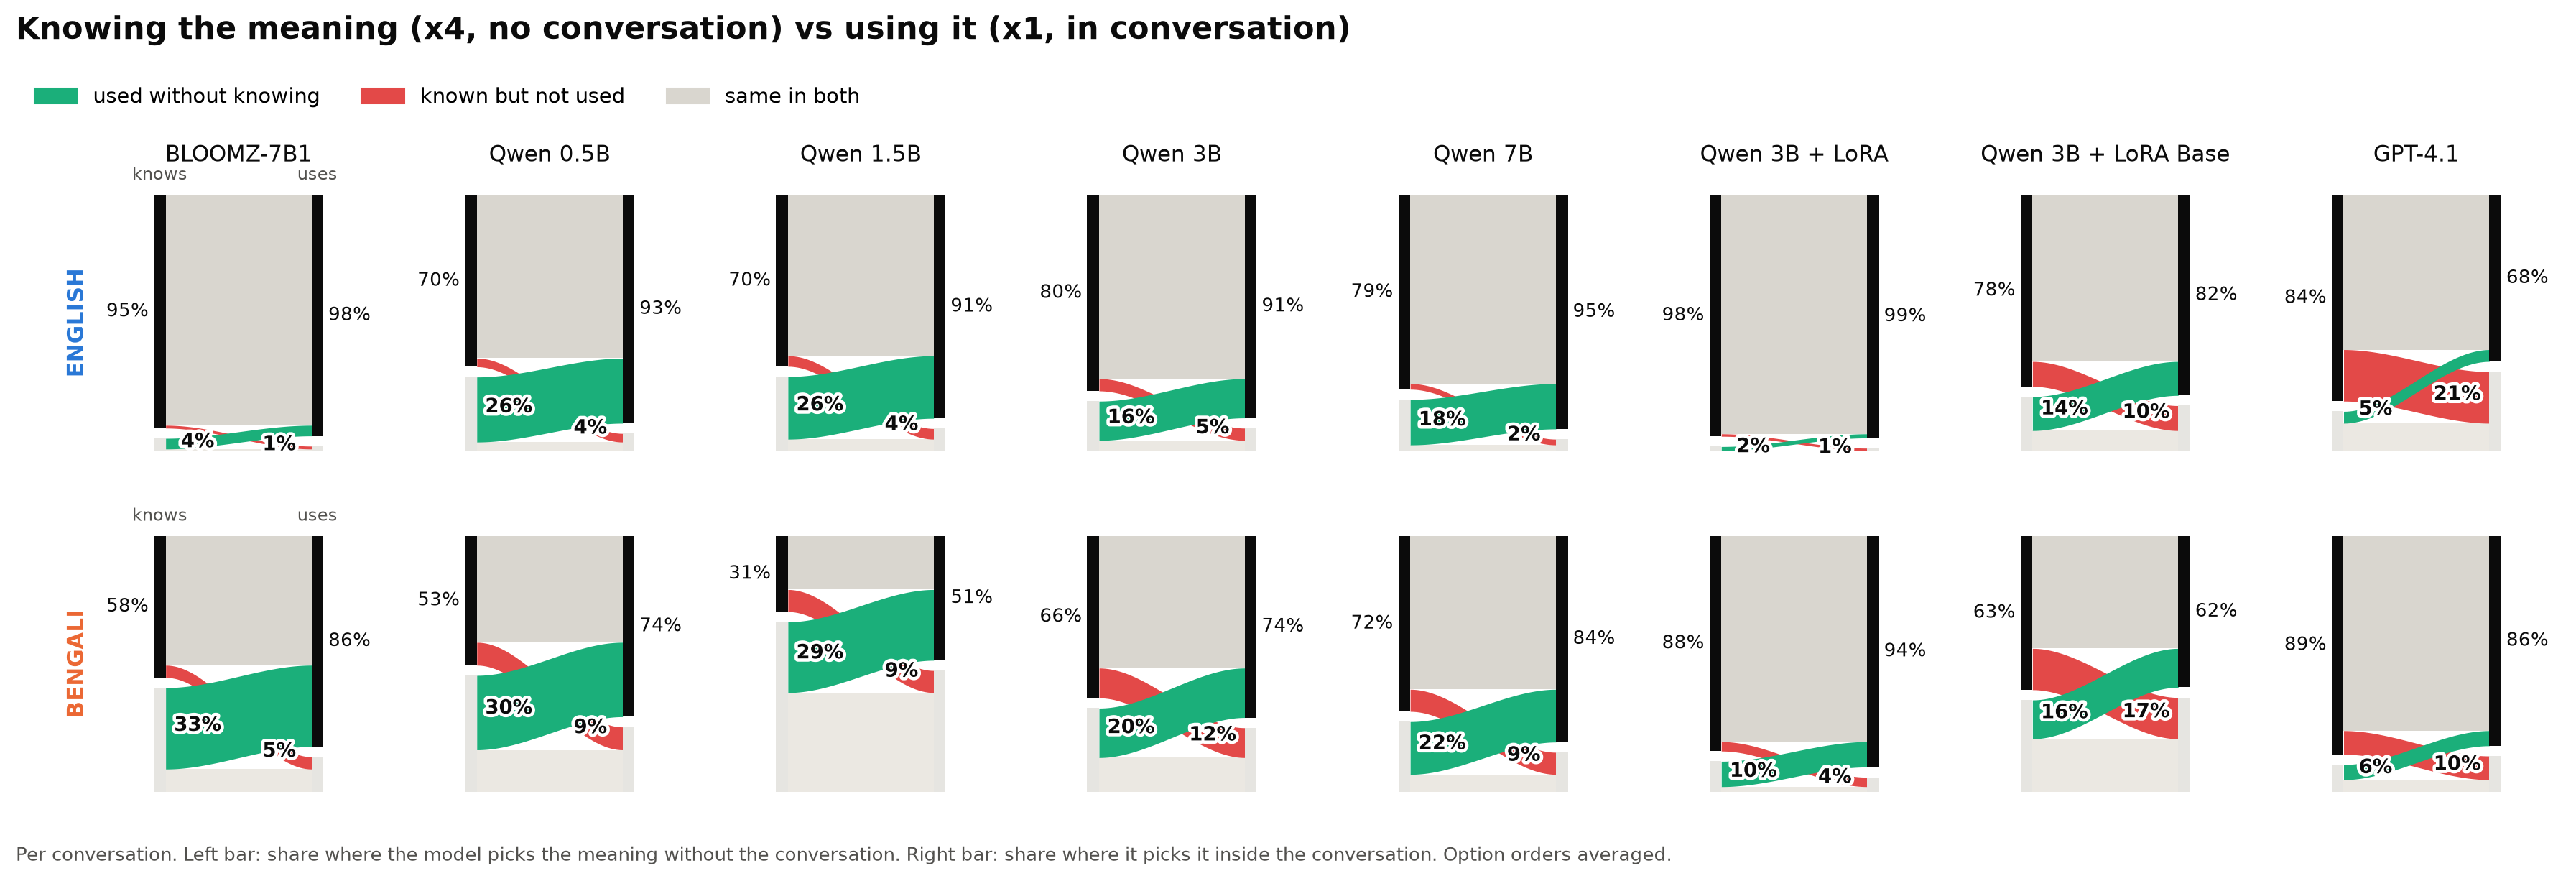 Knowing the meaning (x4, no conversation) vs using it (x1, in conversation)
used without knowing known but not used same in both
BLOOMZ-7B1 Qwen 0.5B Qwen 1.5B Qwen 3B Qwen 7B Qwen 3B + LoRA Qwen 3B + LoRA Base GPT-4.1
knows uses
ENGLISH
95% 4% 1% 98%
70% 26% 4% 93%
70% 26% 4% 91%
80% 16% 5% 91%
79% 18% 2% 95%
98% 2% 1% 99%
78% 14% 10% 82%
84% 5% 21% 68%
knows uses
BENGALI
58% 33% 5% 86%
53% 30% 9% 74%
31% 29% 9% 51%
66% 20% 12% 74%
72% 22% 9% 84%
88% 10% 4% 94%
63% 16% 17% 62%
89% 6% 10% 86%
Per conversation. Left bar: share where the model picks the meaning without the conversation. Right bar: share where it picks it inside the conversation. Option orders averaged.